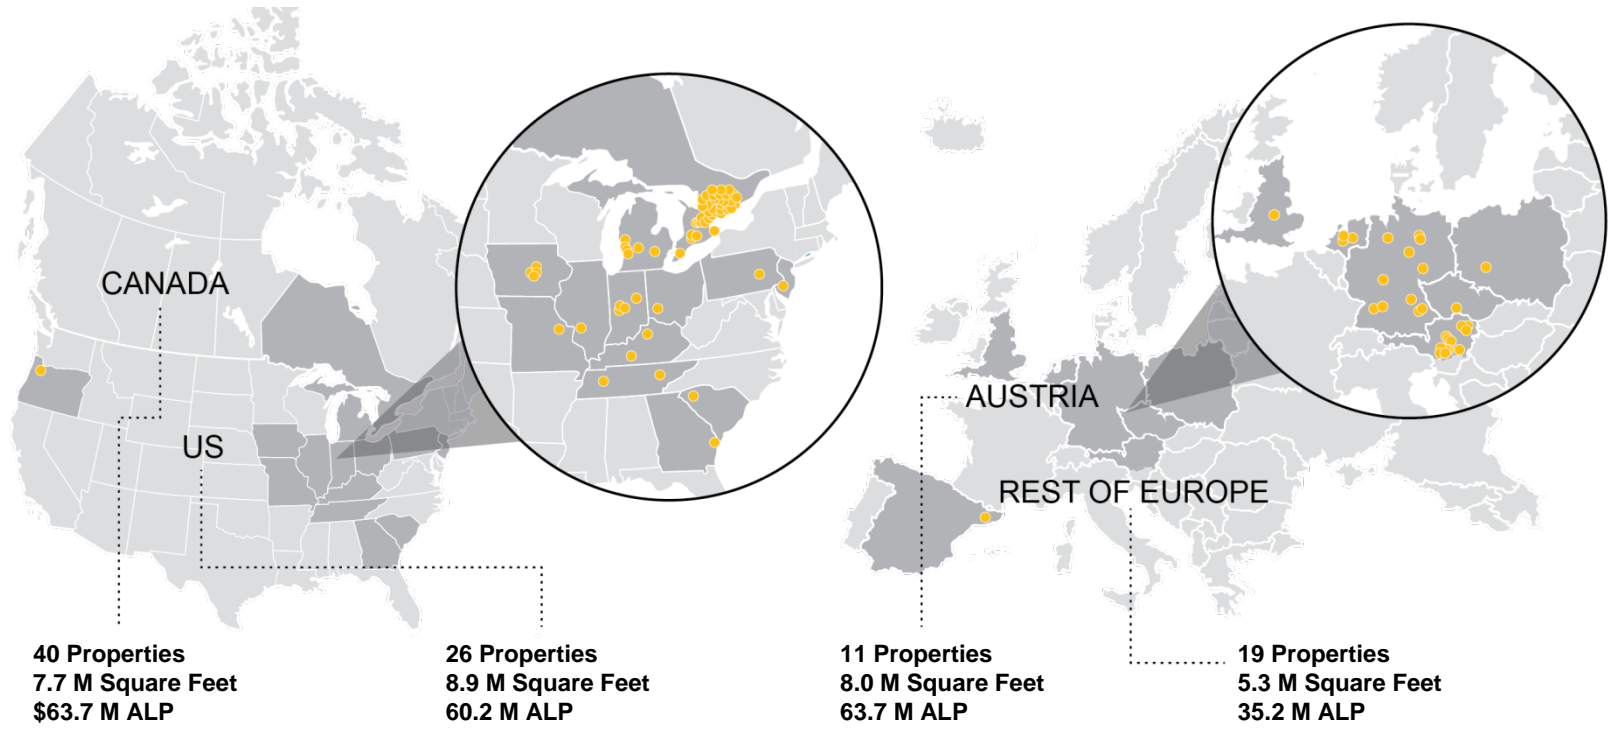 CANADA
US
AUSTRIA
REST OF EUROPE
40 Properties
7.7 M Square Feet
$63.7 M ALP
26 Properties
8.9 M Square Feet
60.2 M ALP
11 Properties
8.0 M Square Feet
63.7 M ALP
19 Properties
5.3 M Square Feet
35.2 M ALP